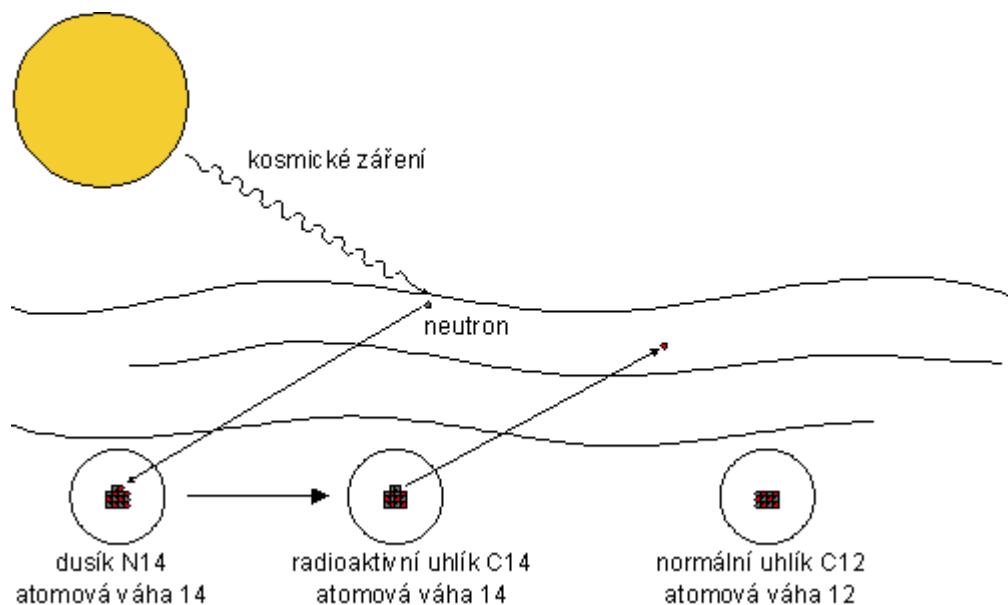 kosmické záření
neutron
dusík N14
atomová váha 14
radioaktivní uhlík C14
atomová váha 14
normální uhlík C12
atomová váha 12